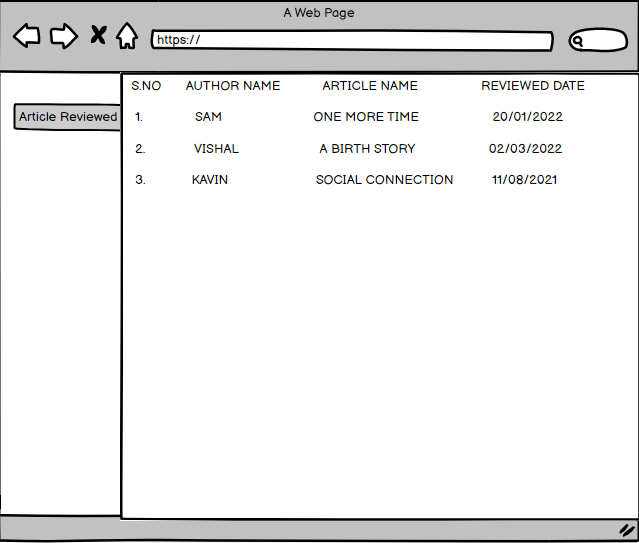 A Web Page
https://
S.NO AUTHOR NAME ARTICLE NAME REVIEWED DATE
Article Reviewed 1. SAM ONE MORE TIME 20/01/2022
2. VISHAL A BIRTH STORY 02/03/2022
3. KAVIN SOCIAL CONNECTION 11/08/2021